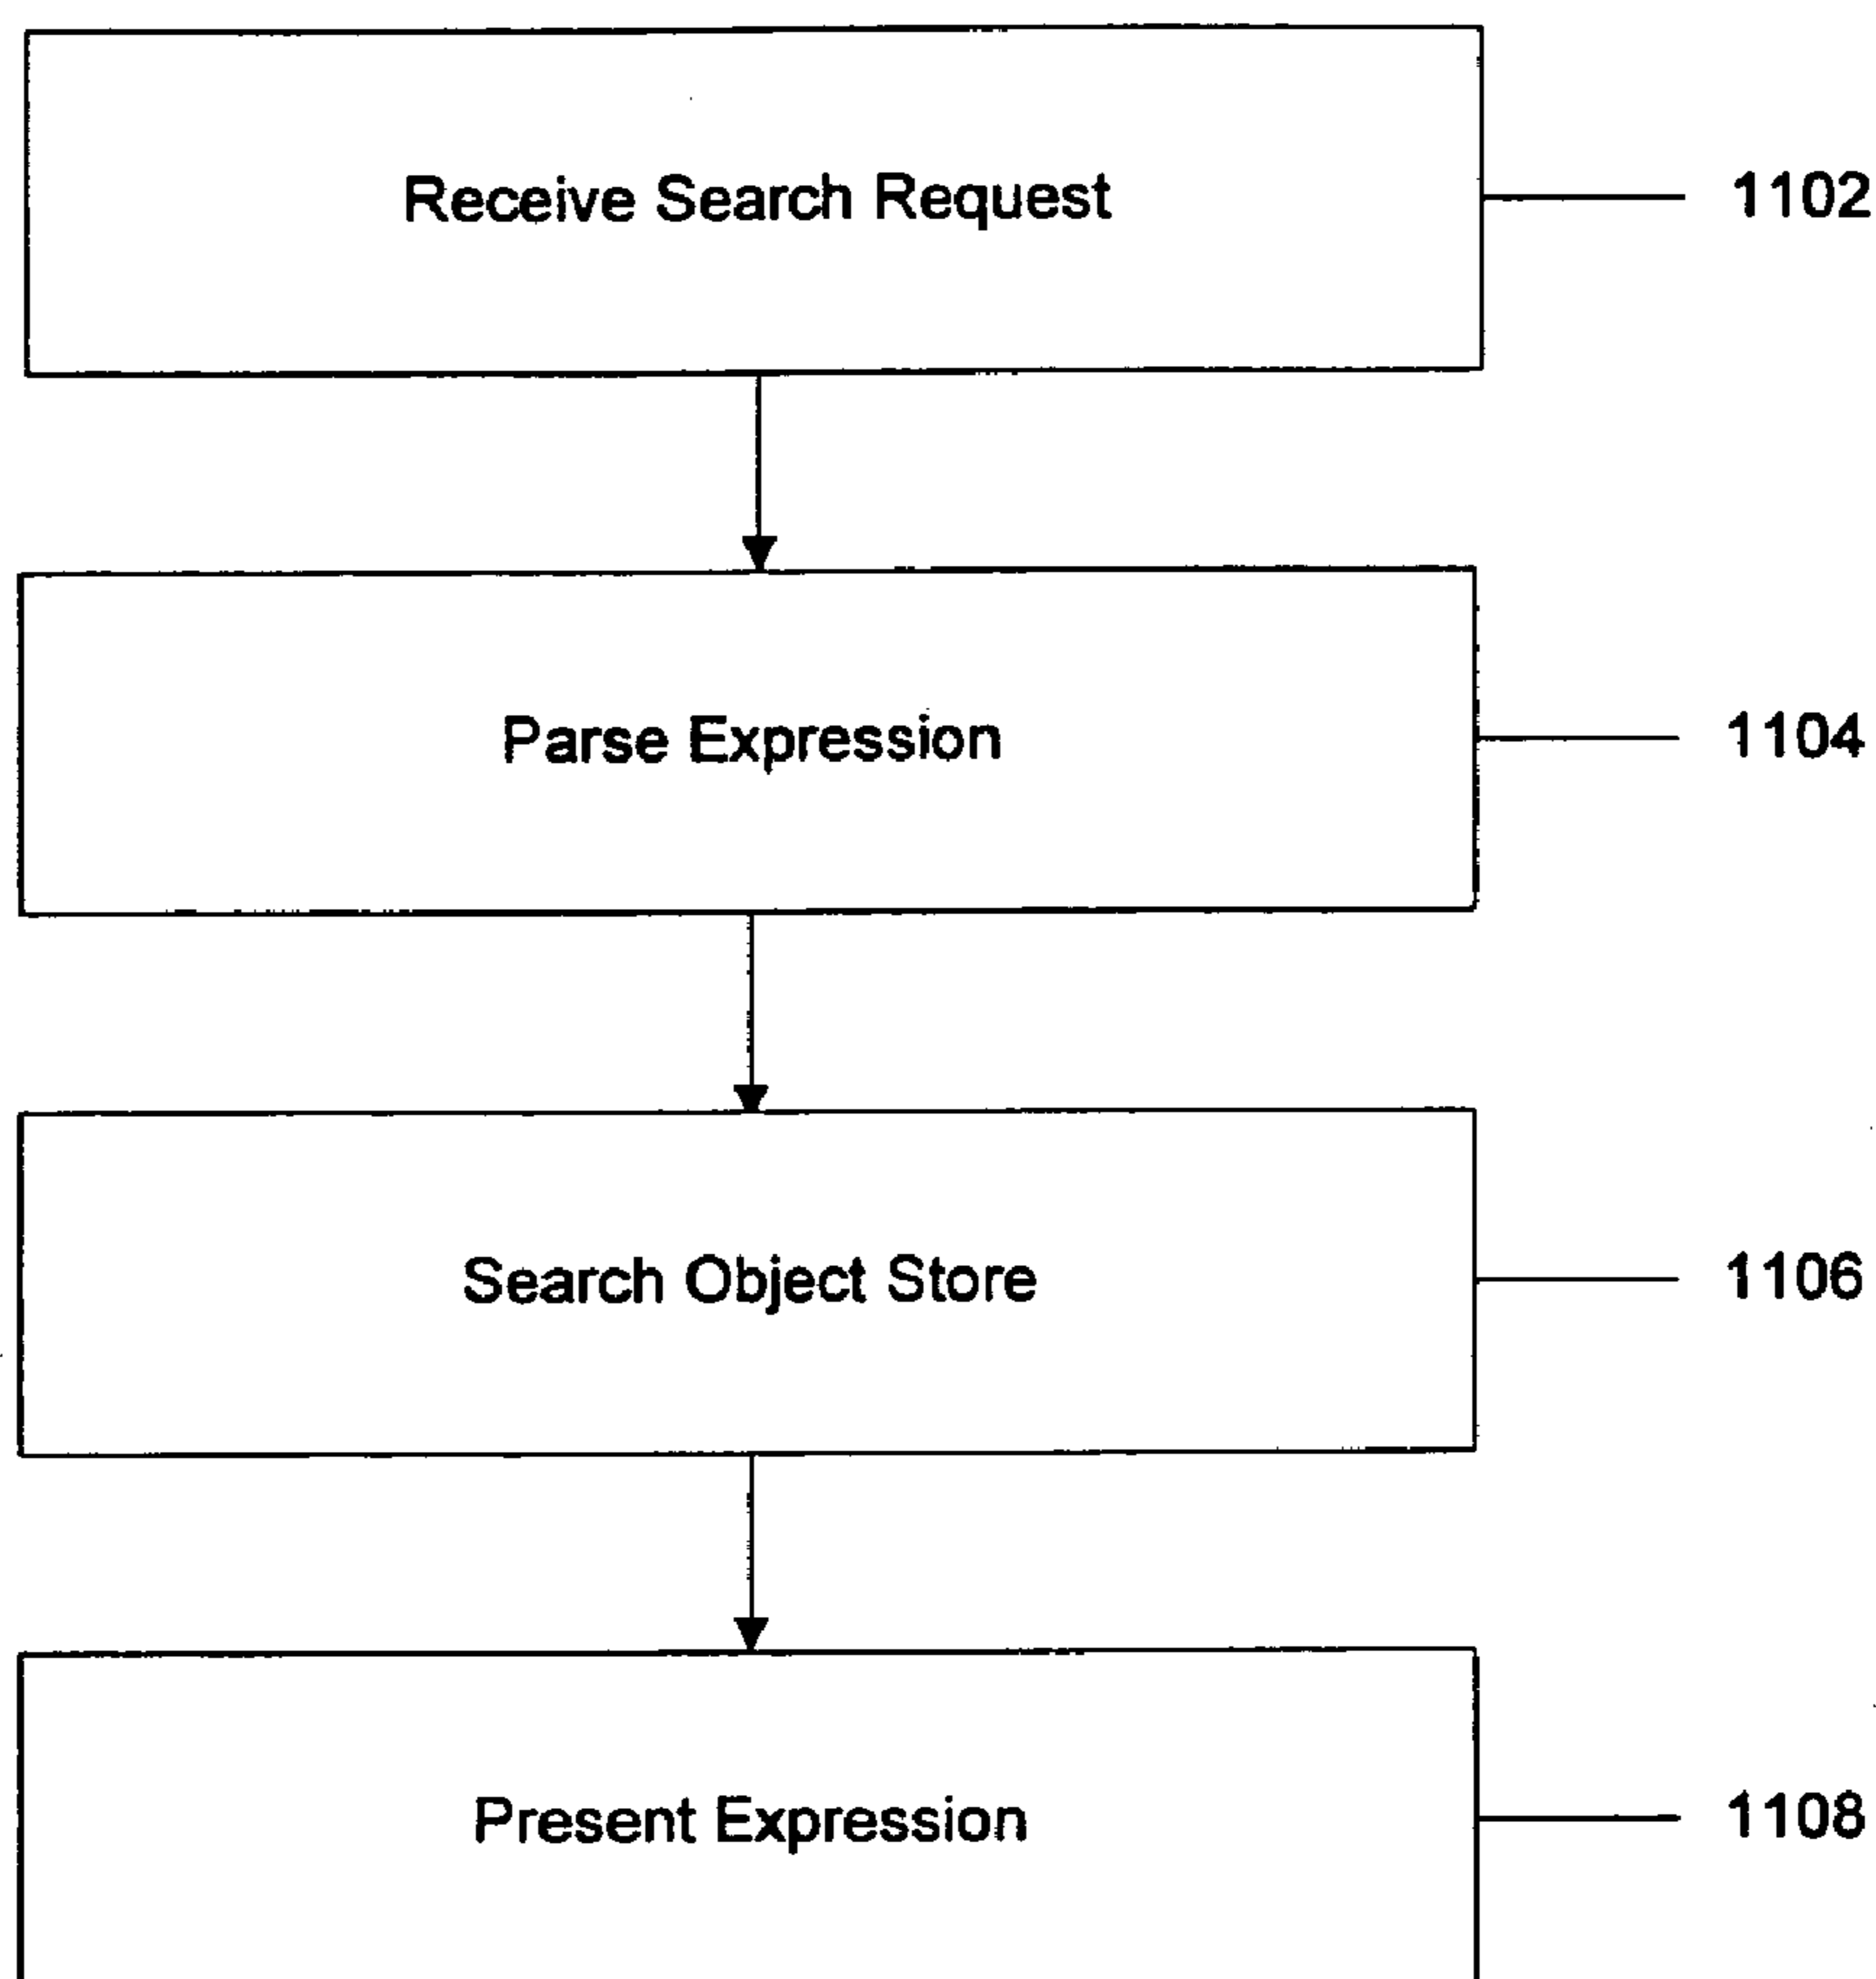 Receive Search Request
1102
Parse Expression
1104
Search Object Store
1106
Present Expression
1108